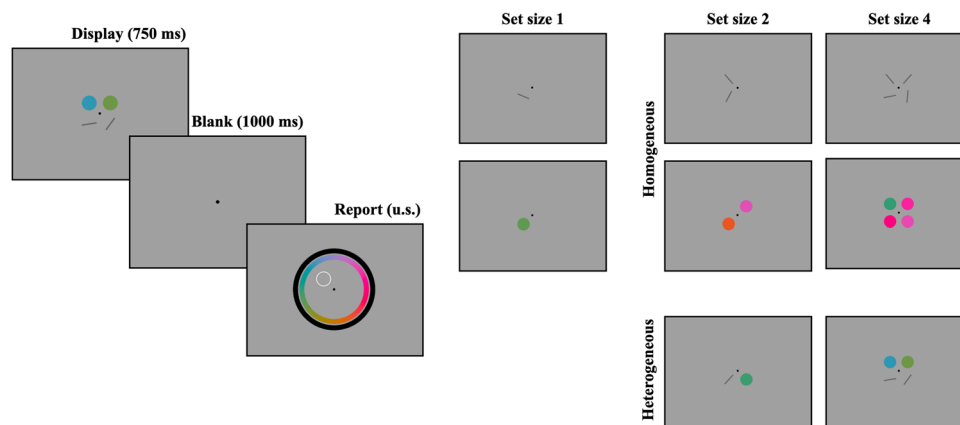 Display (750 ms)
Blank (1000 ms)
Report (u.s.)
Set size 1
Set size 2
Set size 4
Homogeneous
Heterogeneous